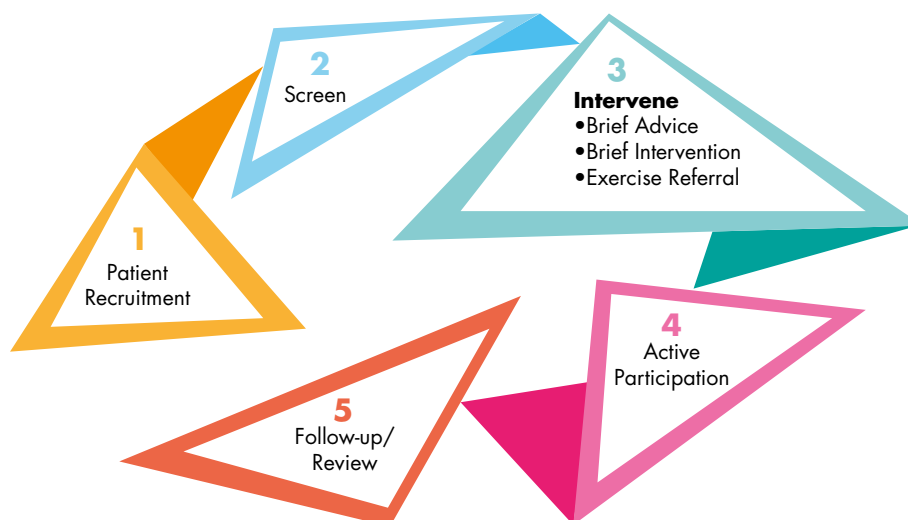 1
Patient
Recruitment
2
Screen
3
Intervene
•Brief Advice
•Brief Intervention
•Exercise Referral
4
Active
Participation
5
Follow-up/
Review